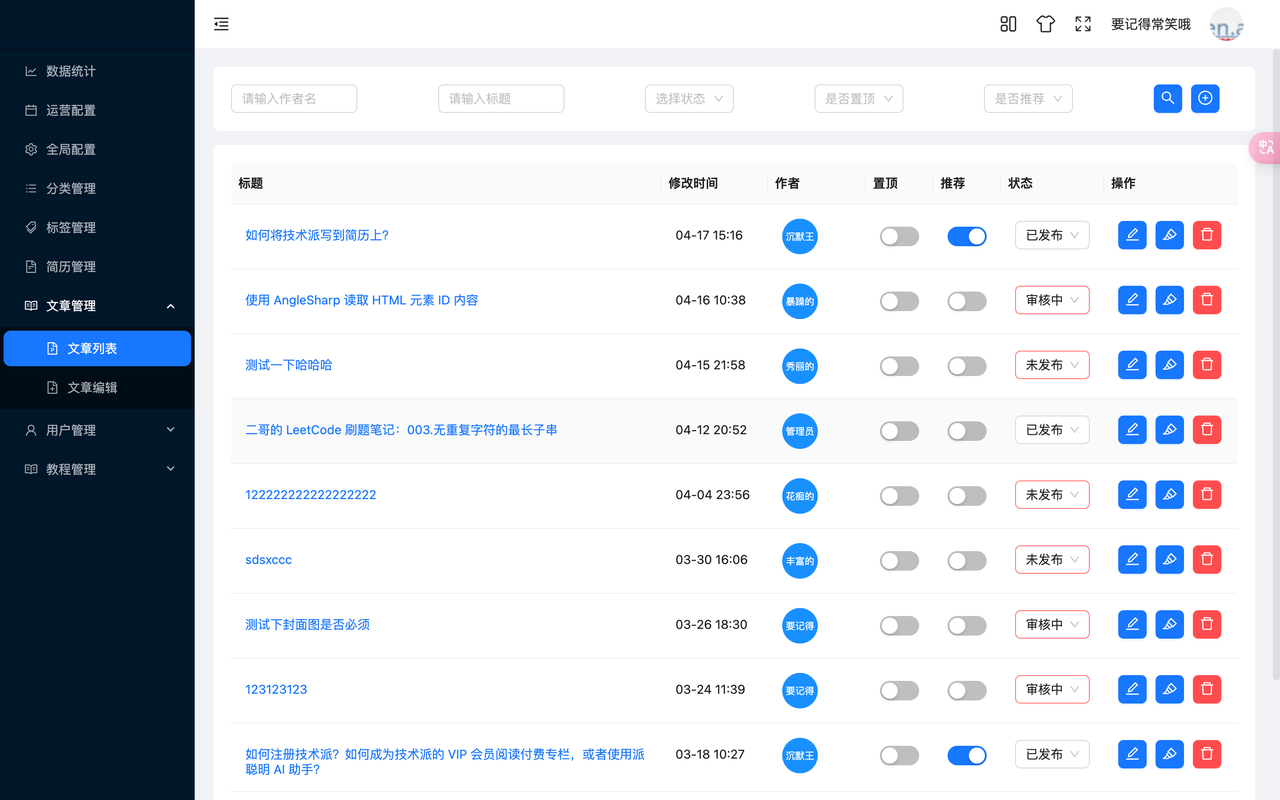 要记得常笑哦
en.a
数据统计
运营配置
全局配置
分类管理
标签管理
简历管理
文章管理
文章列表
文章编辑
用户管理
教程管理
请输入作者名
请输入标题
选择状态
是否置顶
是否推荐
中
A
标题 修改时间 作者 置顶 推荐 状态 操作
如何将技术派写到简历上? 04-17 15:16 沉默王 已发布
使用 AngleSharp 读取 HTML 元素 ID 内容 04-16 10:38 暴躁的 审核中
测试一下哈哈哈 04-15 21:58 秀丽的 未发布
二哥的 LeetCode 刷题笔记：003.无重复字符的最长子串 04-12 20:52 管理员 已发布
122222222222222222 04-04 23:56 花痴的 未发布
sdsxccc 03-30 16:06 丰富的 未发布
测试下封面图是否必须 03-26 18:30 要记得 审核中
123123123 03-24 11:39 要记得 审核中
如何注册技术派？如何成为技术派的 VIP 会员阅读付费专栏，或者使用派 03-18 10:27 沉默王 已发布
聪明 AI 助手?